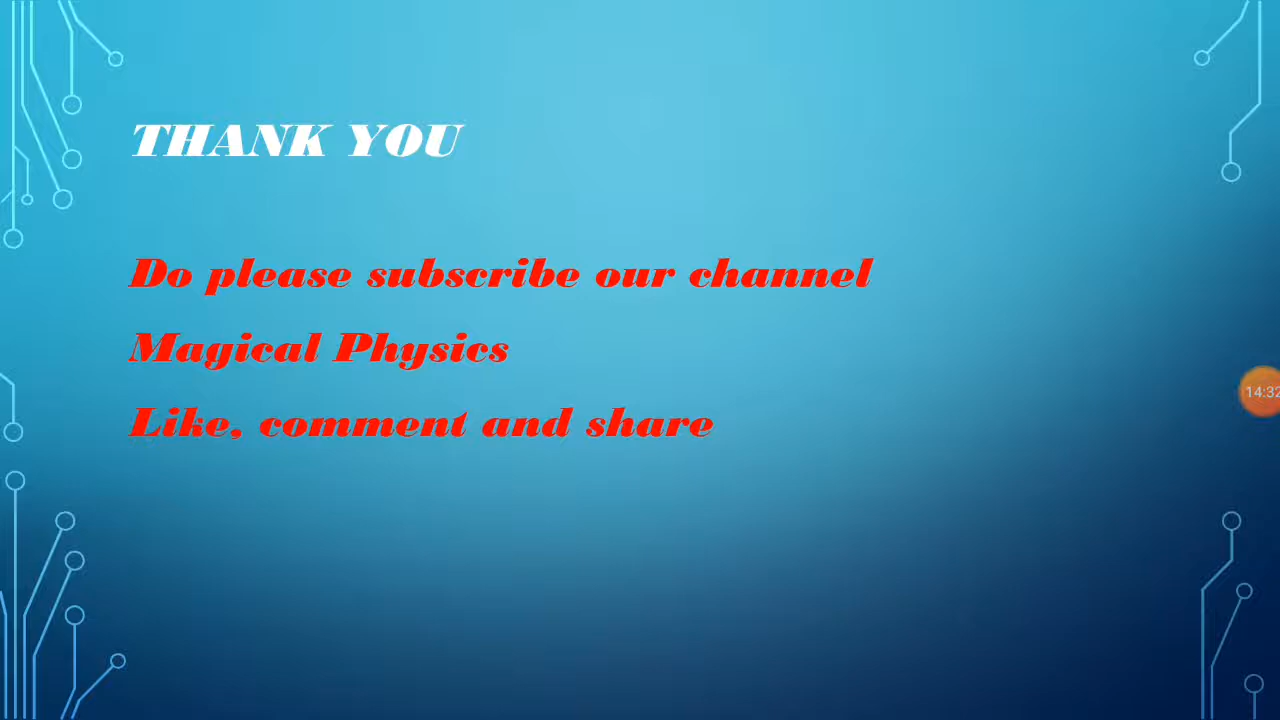 THANK YOU
Do please subscribe our channel
Magical Physics
14:32
Like, comment and share